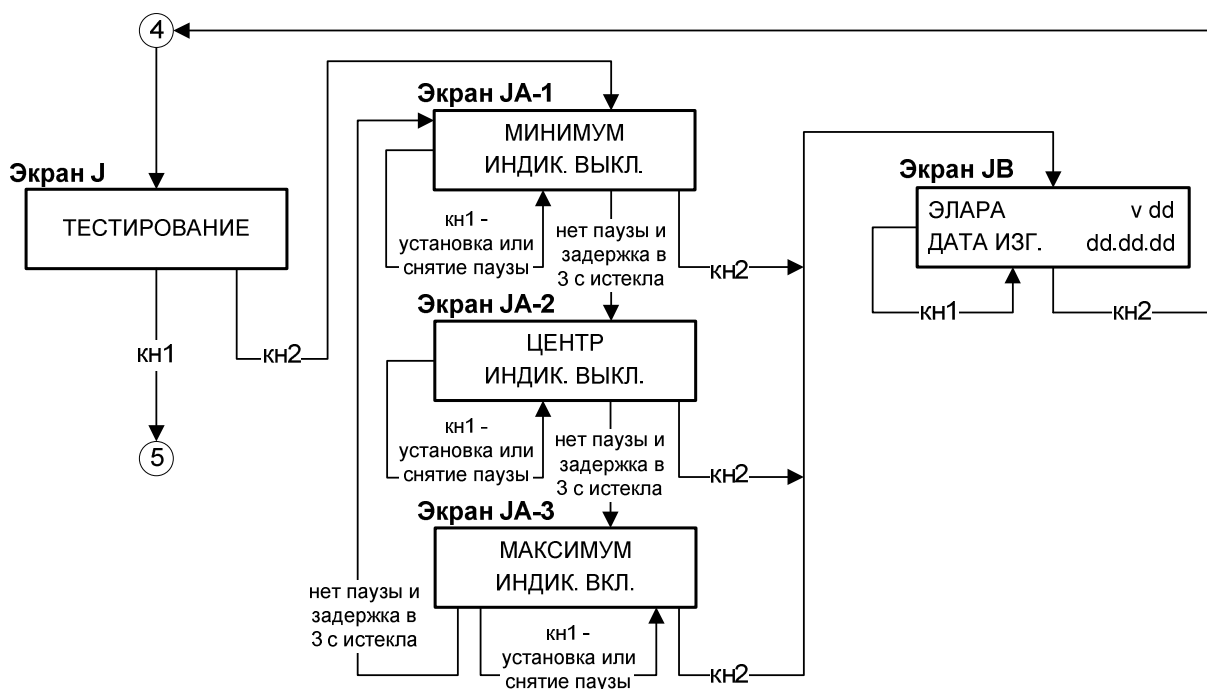 4
Экран J
ТЕСТИРОВАНИЕ
кн1
кн2
5
Экран JA-1
МИНИМУМ
ИНДИК. ВЫКЛ.
кн1 -
установка или
снятие паузы
нет паузы и
задержка в
3 с истекла
кн2
Экран JA-2
ЦЕНТР
ИНДИК. ВЫКЛ.
кн1 -
установка или
снятие паузы
нет паузы и
задержка в
3 с истекла
кн2
Экран JA-3
МАКСИМУМ
ИНДИК. ВКЛ.
нет паузы и
задержка в
3 с истекла
кн1 -
установка или
снятие паузы
кн2
Экран JB
ЭЛАРА v dd
ДАТА ИЗГ. dd.dd.dd
кн1
кн2